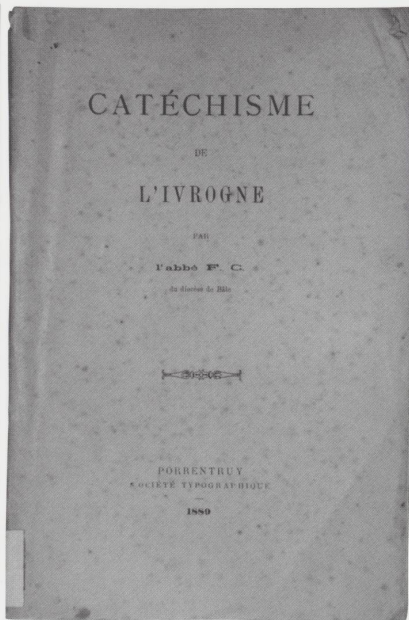 CATÉCHISME
DE
L'IVROGNE
PAR
l'abbé F. C.
du diocèse de Bâle
PORRENTRUY
SOCIÉTÉ TYPOGRAPHIQUE
1889